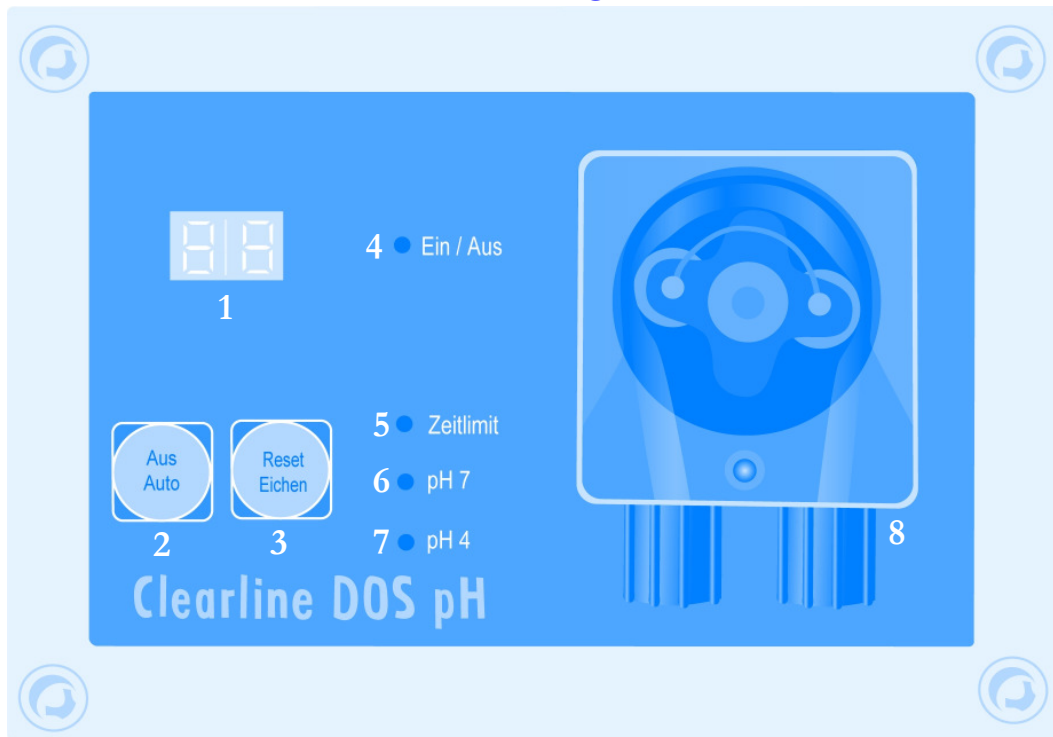 1
4 Ein / Aus
5 Zeitlimit
Aus
Auto
Reset
Eichen
6 pH 7
7 pH 4
2
3
8
Clearline DOS pH